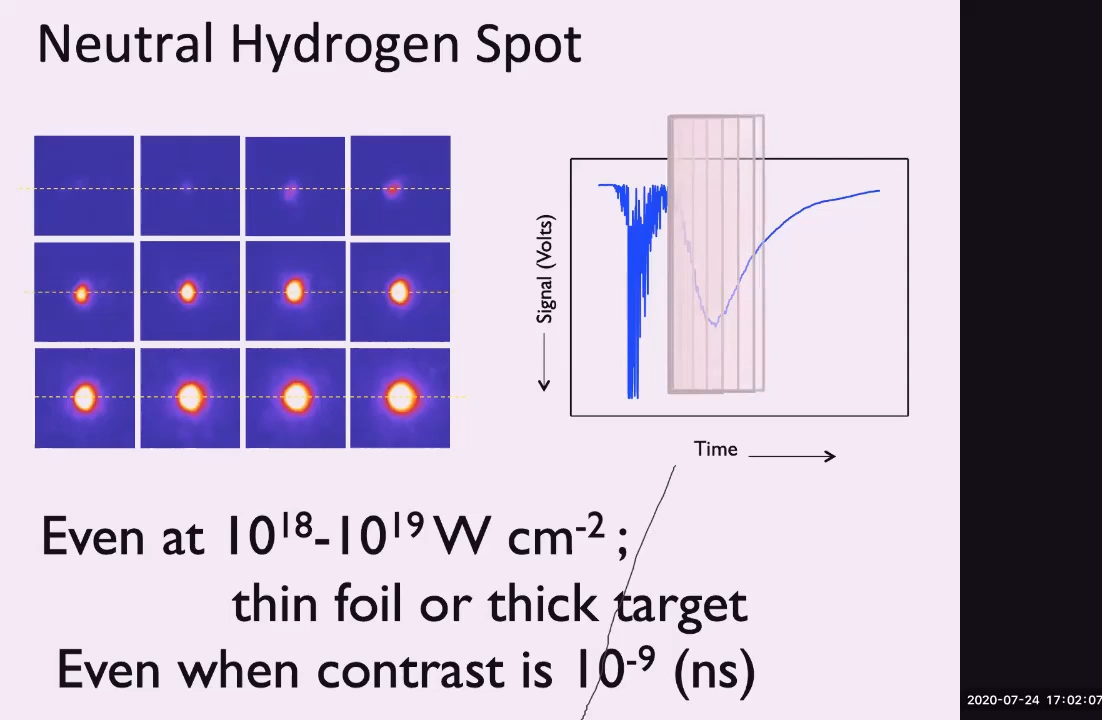 Neutral Hydrogen Spot
Signal (Volts)
Time
Even at 10¹⁸-10¹⁹ W cm⁻² ;
thin foil or thick target
Even when contrast is 10⁻⁹ (ns)
2020-07-24 17:02:07